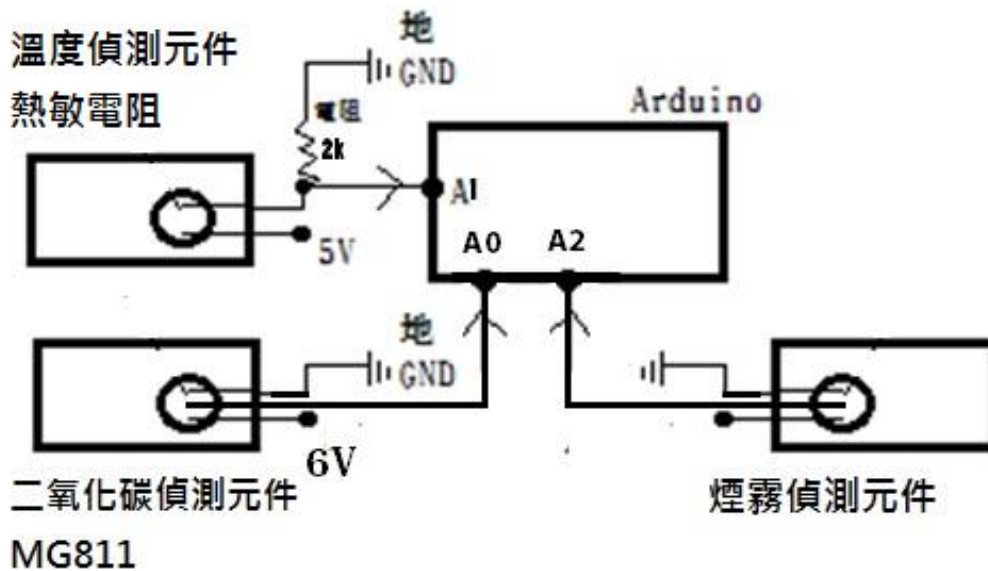 溫度偵測元件
熱敏電阻
地
GND
電阻
2k
Arduino
A1
5V
A0
A2
地
GND
6V
二氧化碳偵測元件
MG811
煙霧偵測元件